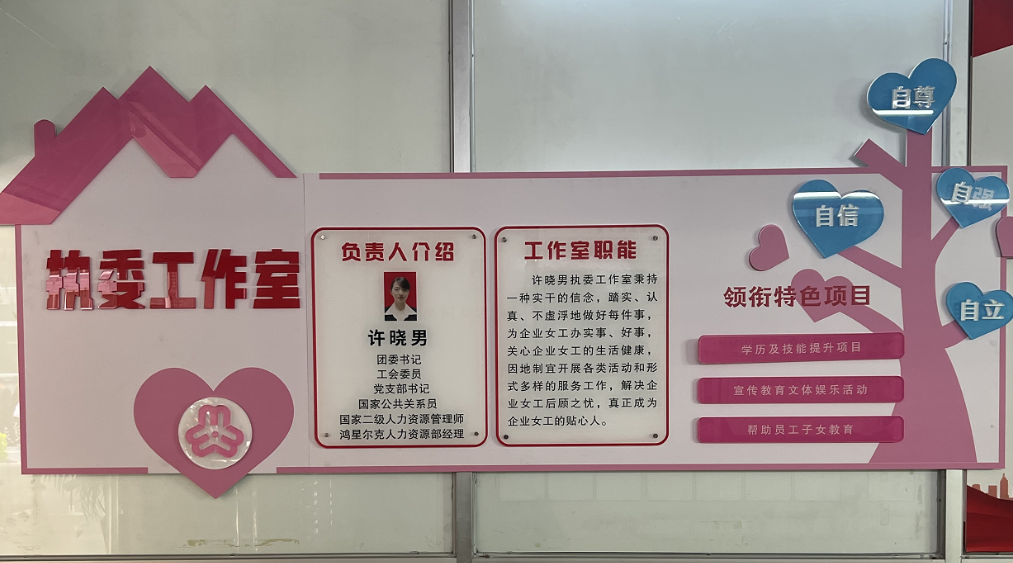 执委工作室
负责人介绍
许晓男
团委书记
工会委员
党支部书记
国家公共关系员
国家二级人力资源管理师
鸿星尔克人力资源部经理
工作室职能
许晓男执委工作室秉持
一种实干的信念，踏实、认
真、不虚浮地做好每件事，
为企业女工办实事、好事，
关心企业女工的生活健康，
因地制宜开展各类活动和形
式多样的服务工作，解决企
业女工后顾之忧，真正成为
企业女工的贴心人。
自尊
自信
自强
自立
领衔特色项目
学历及技能提升项目
宣传教育文体娱乐活动
帮助员工子女教育